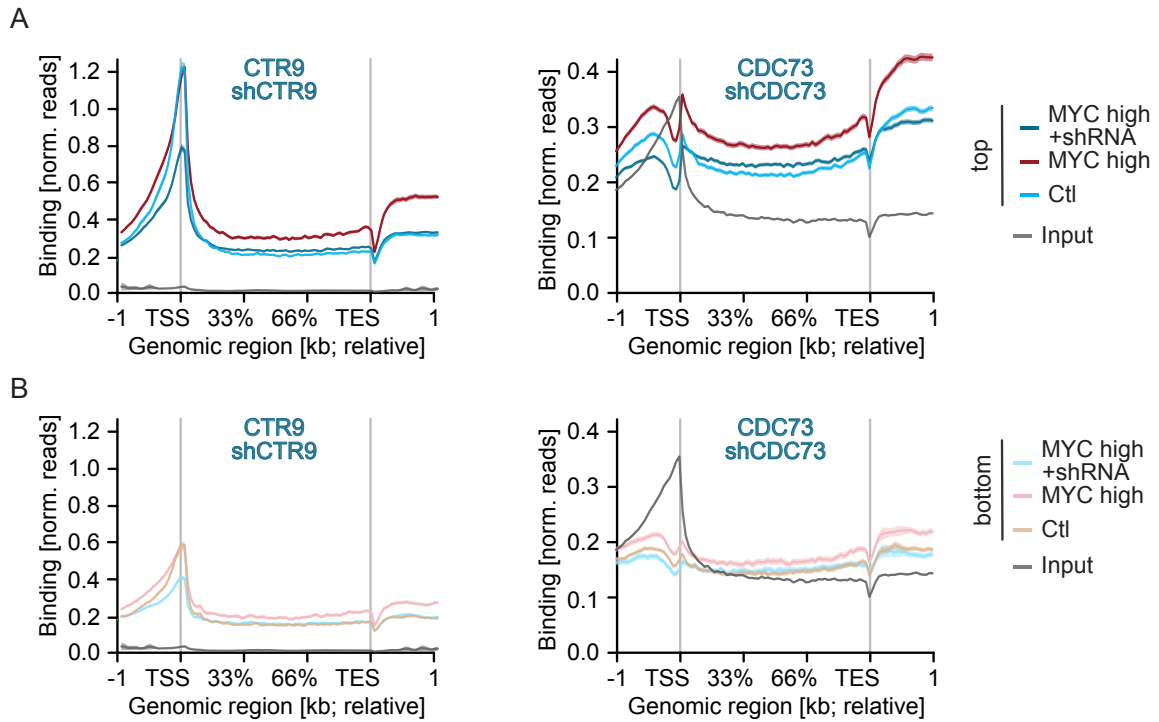 A
CTR9
shCTR9
Binding [norm. reads]
1.2
1.0
0.8
0.6
0.4
0.2
0.0
-1 TSS 33% 66% TES 1
Genomic region [kb; relative]
CDC73
shCDC73
Binding [norm. reads]
0.4
0.3
0.2
0.1
0.0
-1 TSS 33% 66% TES 1
Genomic region [kb; relative]
top
MYC high
+shRNA
MYC high
Ctl
Input
B
CTR9
shCTR9
Binding [norm. reads]
1.2
1.0
0.8
0.6
0.4
0.2
0.0
-1 TSS 33% 66% TES 1
Genomic region [kb; relative]
CDC73
shCDC73
Binding [norm. reads]
0.4
0.3
0.2
0.1
0.0
-1 TSS 33% 66% TES 1
Genomic region [kb; relative]
bottom
MYC high
+shRNA
MYC high
Ctl
Input